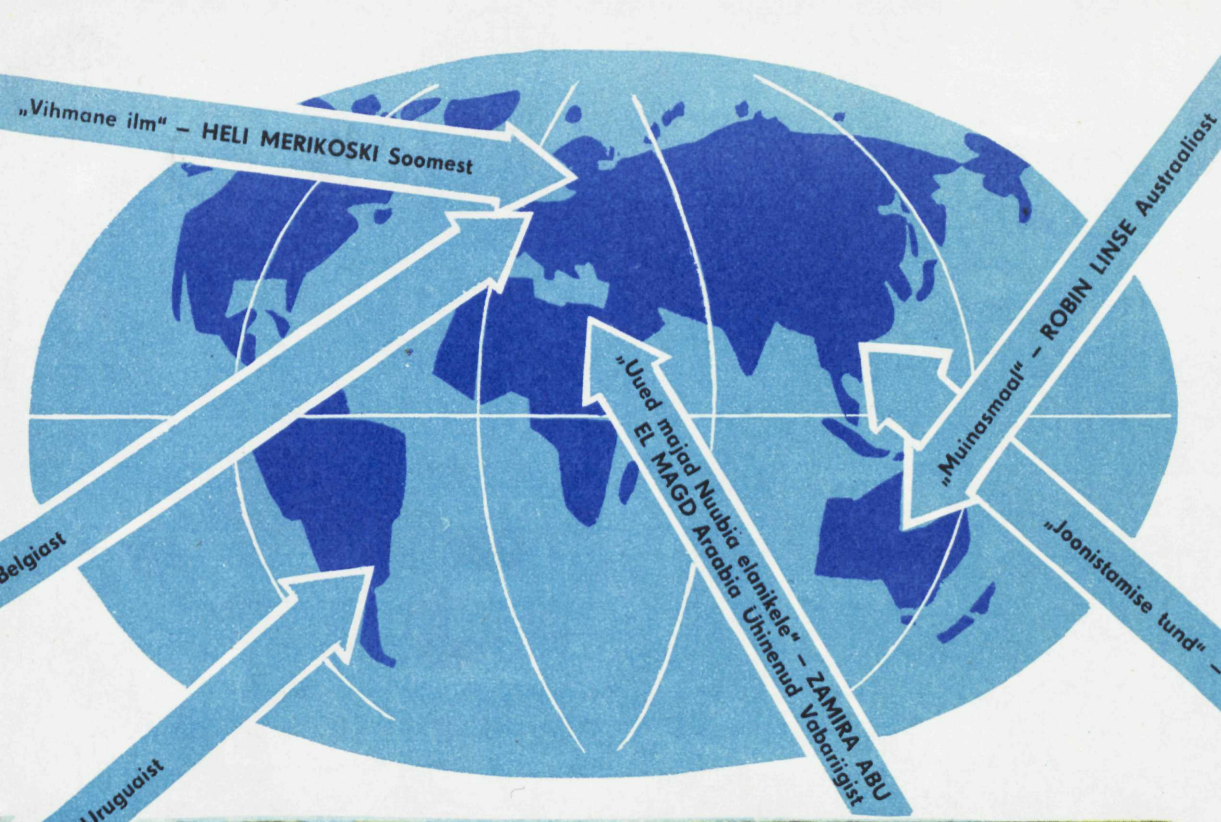 „Vihmane ilm“ – HELI MERIKOSKI Soomest
„Muinasmaal“ – ROBIN LINSE Austraaliast
„Uued majad Nuubia elanikele“ – ZAMIRA ABU
EL MAGD Araabia Ühinenud Vabariigist
„Joonistamise tund“ –
Belgiast
Uruguaist